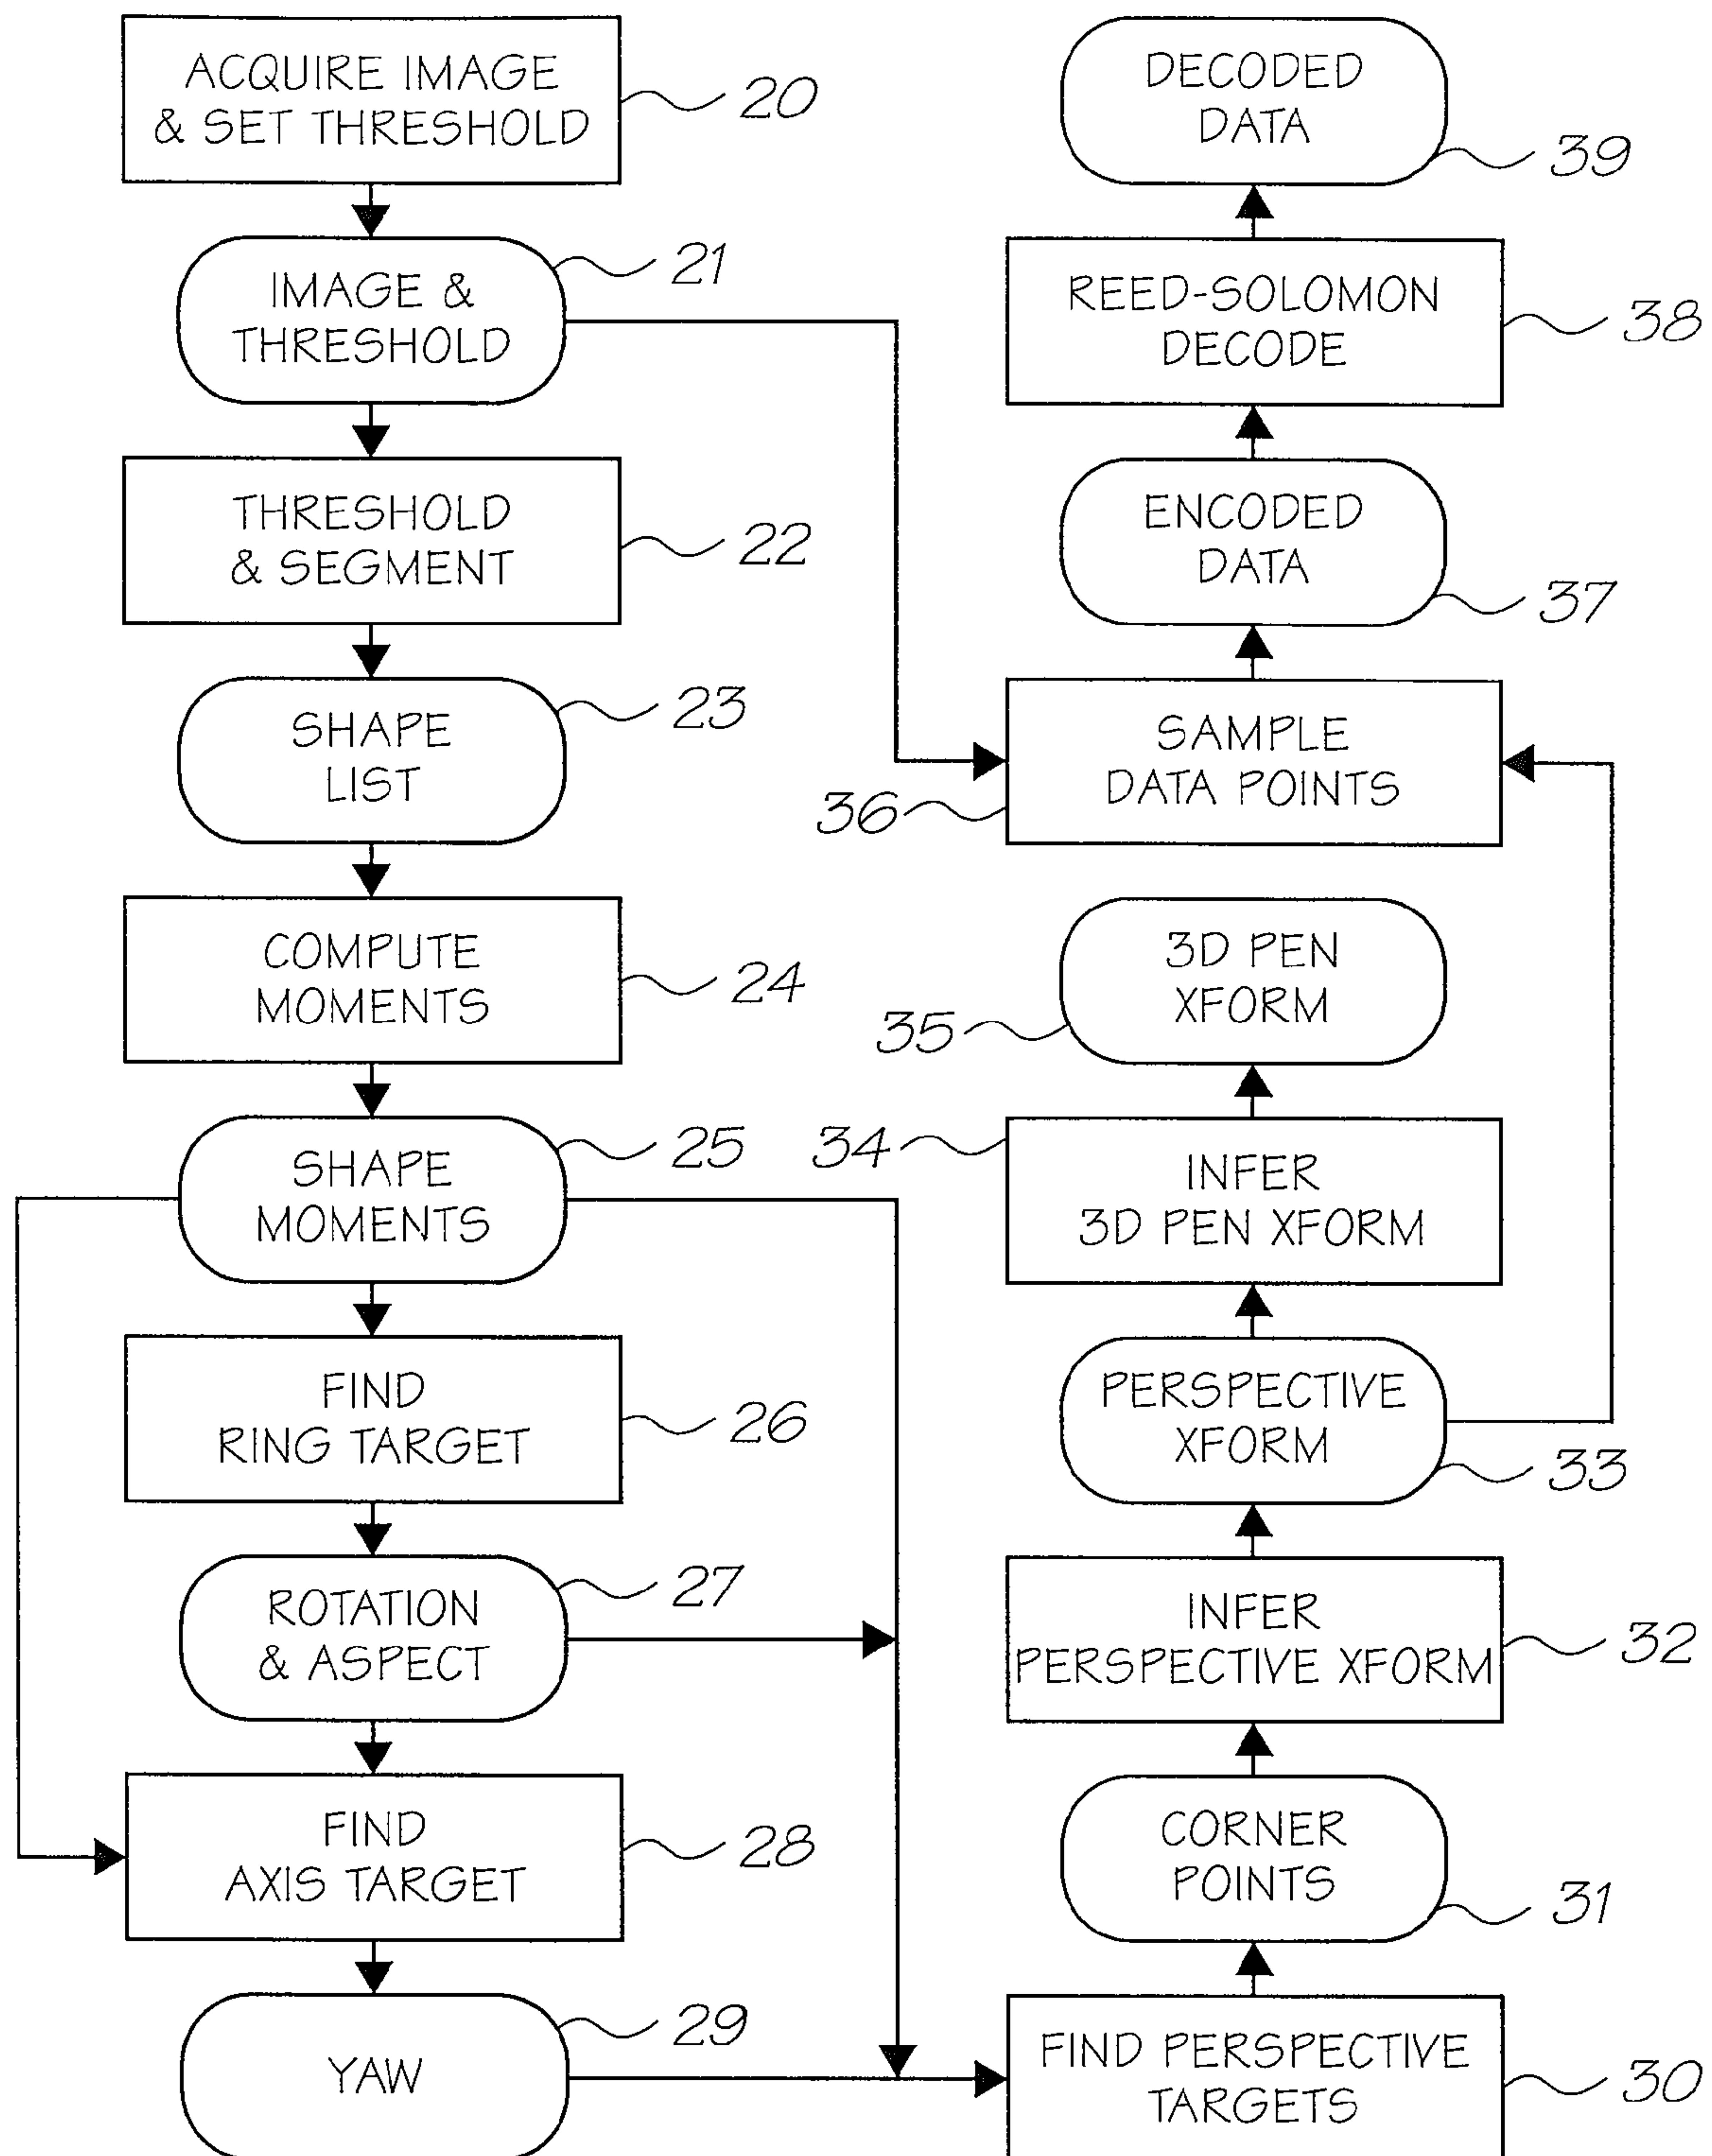 ACQUIRE IMAGE
& SET THRESHOLD
20
IMAGE &
THRESHOLD
21
THRESHOLD
& SEGMENT
22
SHAPE
LIST
23
COMPUTE
MOMENTS
24
SHAPE
MOMENTS
25
FIND
RING TARGET
26
ROTATION
& ASPECT
27
FIND
AXIS TARGET
28
YAW
29
DECODED
DATA
39
REED-SOLOMON
DECODE
38
ENCODED
DATA
37
SAMPLE
DATA POINTS
36
3D PEN
XFORM
35
INFER
3D PEN XFORM
34
PERSPECTIVE
XFORM
33
INFER
PERSPECTIVE XFORM
32
CORNER
POINTS
31
FIND PERSPECTIVE
TARGETS
30